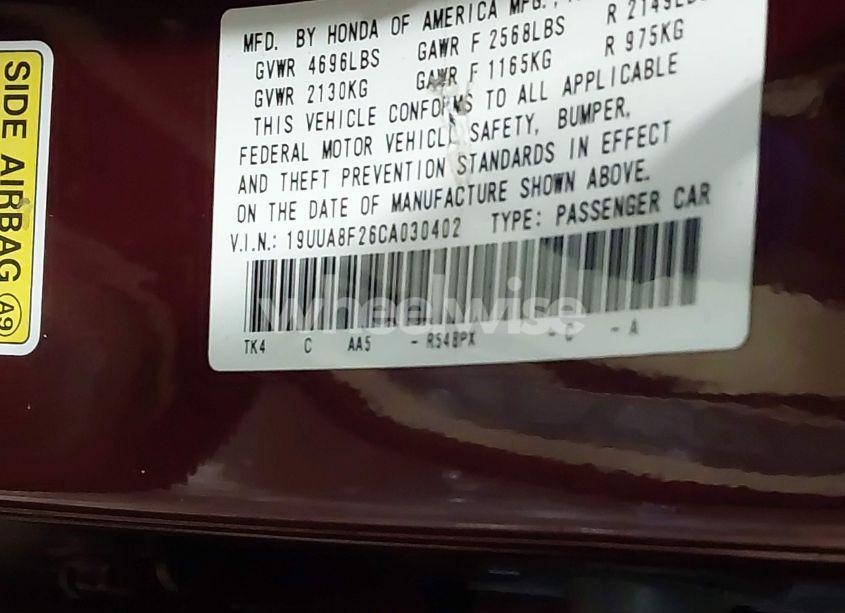 MFD. BY HONDA OF AMERICA MFG.,
GVWR 4696LBS GAWR F 2568LBS R 2149LBS
GVWR 2130KG GAWR F 1165KG R 975KG
THIS VEHICLE CONFORMS TO ALL APPLICABLE
FEDERAL MOTOR VEHICLE SAFETY, BUMPER,
AND THEFT PREVENTION STANDARDS IN EFFECT
ON THE DATE OF MANUFACTURE SHOWN ABOVE.
V.I.N.: 19UUA8F26CA030402 TYPE: PASSENGER CAR
wheelwise
TK4 C AA5 - R548PX - C - A
SIDE AIRBAG A9